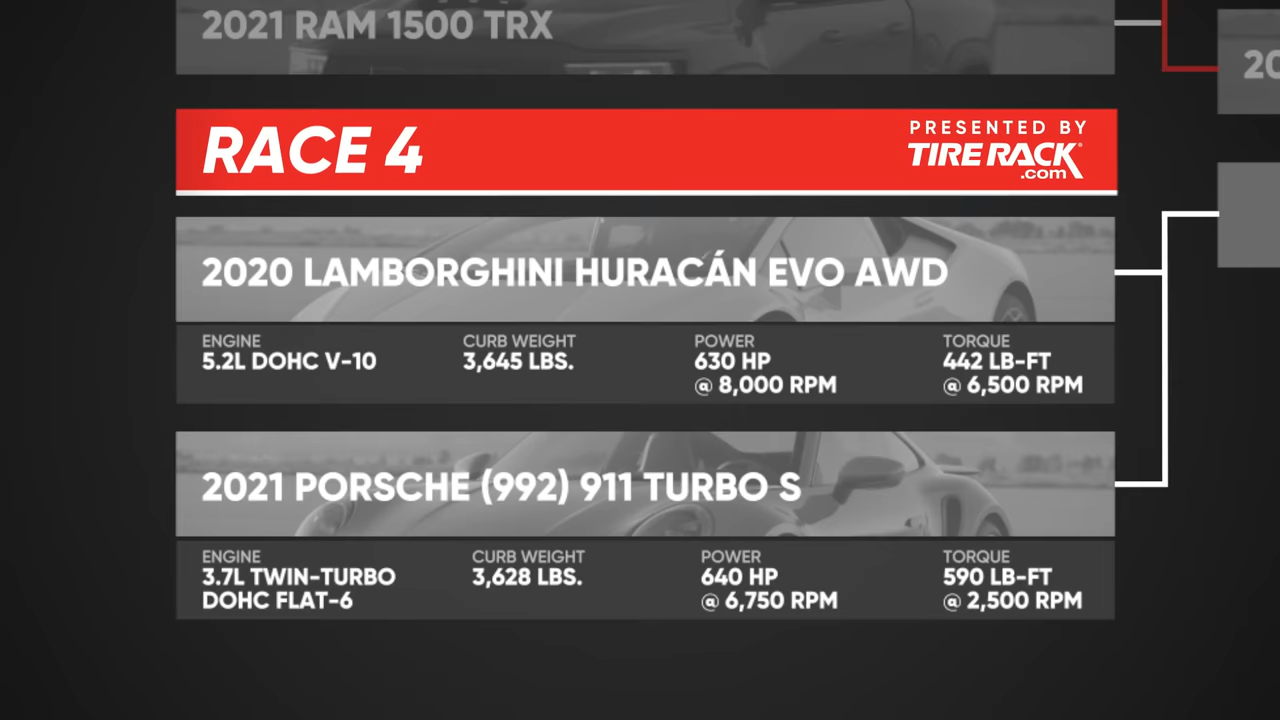 2021 RAM 1500 TRX
20
RACE 4
PRESENTED BY
TIRE RACK®
.com
2020 LAMBORGHINI HURACÁN EVO AWD
ENGINE
5.2L DOHC V-10
CURB WEIGHT
3,645 LBS.
POWER
630 HP
@ 8,000 RPM
TORQUE
442 LB-FT
@ 6,500 RPM
2021 PORSCHE (992) 911 TURBO S
ENGINE
3.7L TWIN-TURBO
DOHC FLAT-6
CURB WEIGHT
3,628 LBS.
POWER
640 HP
@ 6,750 RPM
TORQUE
590 LB-FT
@ 2,500 RPM